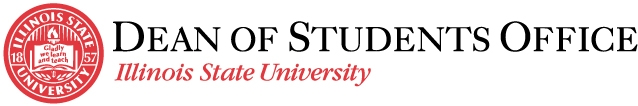 ILLINOIS STATE
Gladly
we learn
and teach
18 57
UNIVERSITY
DEAN OF STUDENTS OFFICE
Illinois State University